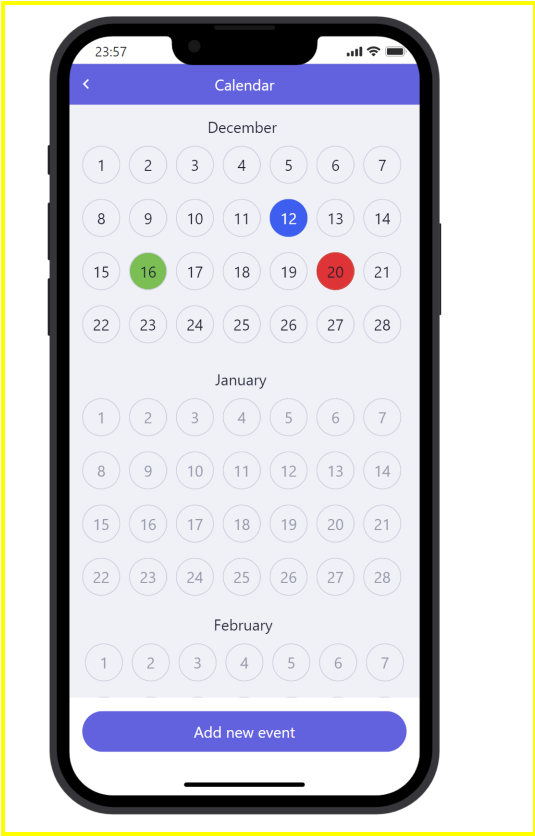 23:57
Calendar
December
1 2 3 4 5 6 7
8 9 10 11 12 13 14
15 16 17 18 19 20 21
22 23 24 25 26 27 28
January
1 2 3 4 5 6 7
8 9 10 11 12 13 14
15 16 17 18 19 20 21
22 23 24 25 26 27 28
February
1 2 3 4 5 6 7
Add new event